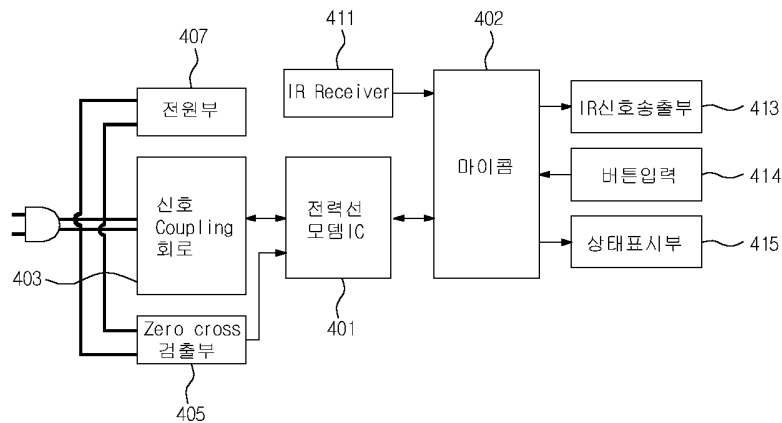 407
411
402
전원부
IR Receiver
IR신호송출부
413
마이콤
버튼입력
414
신호
Coupling
회로
전력선
모뎀IC
상태표시부
415
403
401
Zero cross
검출부
405